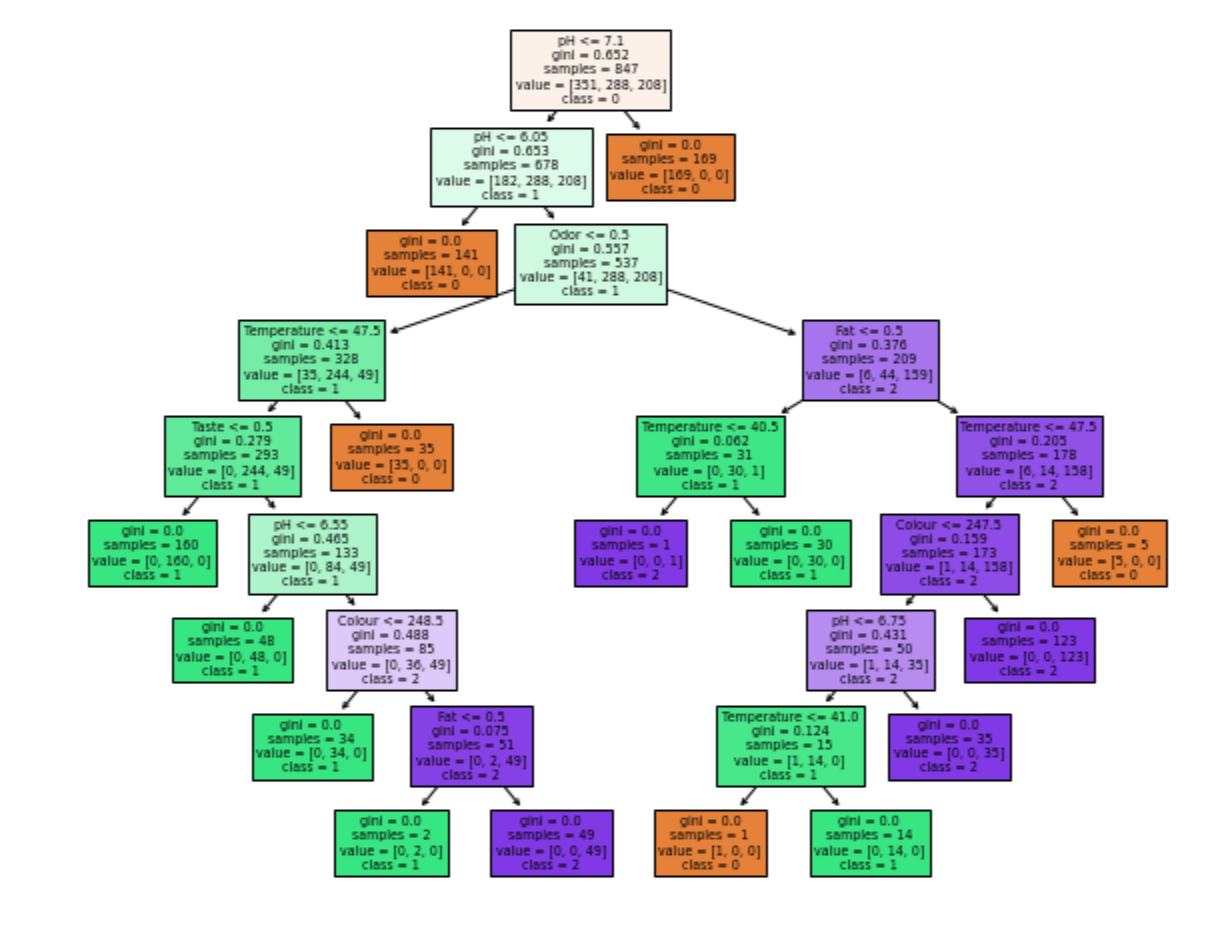 pH <= 7.1
gini = 0.652
samples = 847
value = [351, 288, 208]
class = 0
pH <= 6.05
gini = 0.653
samples = 678
value = [182, 288, 208]
class = 1
gini = 0.0
samples = 169
value = [169, 0, 0]
class = 0
gini = 0.0
samples = 141
value = [141, 0, 0]
class = 0
Odor <= 0.5
gini = 0.557
samples = 537
value = [41, 288, 208]
class = 1
Temperature <= 47.5
gini = 0.413
samples = 328
value = [35, 244, 49]
class = 1
Fat <= 0.5
gini = 0.376
samples = 209
value = [6, 44, 159]
class = 2
Taste <= 0.5
gini = 0.279
samples = 293
value = [0, 244, 49]
class = 1
gini = 0.0
samples = 35
value = [35, 0, 0]
class = 0
Temperature <= 40.5
gini = 0.062
samples = 31
value = [0, 30, 1]
class = 1
Temperature <= 47.5
gini = 0.205
samples = 178
value = [6, 14, 158]
class = 2
gini = 0.0
samples = 160
value = [0, 160, 0]
class = 1
pH <= 6.55
gini = 0.465
samples = 133
value = [0, 84, 49]
class = 1
gini = 0.0
samples = 1
value = [0, 0, 1]
class = 2
gini = 0.0
samples = 30
value = [0, 30, 0]
class = 1
Colour <= 247.5
gini = 0.159
samples = 173
value = [1, 14, 158]
class = 2
gini = 0.0
samples = 5
value = [5, 0, 0]
class = 0
gini = 0.0
samples = 48
value = [0, 48, 0]
class = 1
Colour <= 248.5
gini = 0.488
samples = 85
value = [0, 36, 49]
class = 2
pH <= 6.75
gini = 0.431
samples = 50
value = [1, 14, 35]
class = 2
gini = 0.0
samples = 123
value = [0, 0, 123]
class = 2
gini = 0.0
samples = 34
value = [0, 34, 0]
class = 1
Fat <= 0.5
gini = 0.075
samples = 51
value = [0, 2, 49]
class = 2
Temperature <= 41.0
gini = 0.124
samples = 15
value = [1, 14, 0]
class = 1
gini = 0.0
samples = 35
value = [0, 0, 35]
class = 2
gini = 0.0
samples = 2
value = [0, 2, 0]
class = 1
gini = 0.0
samples = 49
value = [0, 0, 49]
class = 2
gini = 0.0
samples = 1
value = [1, 0, 0]
class = 0
gini = 0.0
samples = 14
value = [0, 14, 0]
class = 1